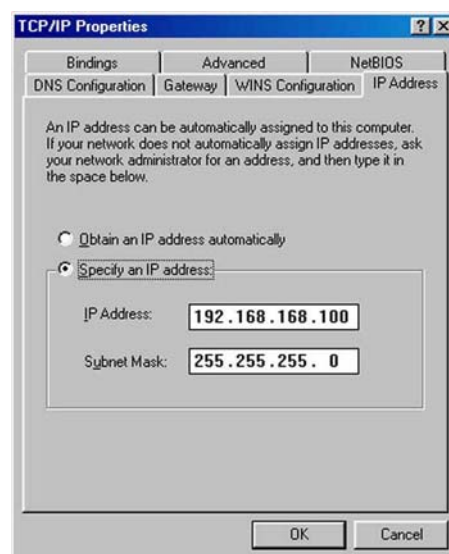 TCP/IP Properties
? X
Bindings Advanced NetBIOS
DNS Configuration Gateway WINS Configuration IP Address
An IP address can be automatically assigned to this computer.
If your network does not automatically assign IP addresses, ask
your network administrator for an address, and then type it in
the space below.
Obtain an IP address automatically
Specify an IP address:
IP Address: 192.168.168.100
Subnet Mask: 255.255.255. 0
OK Cancel